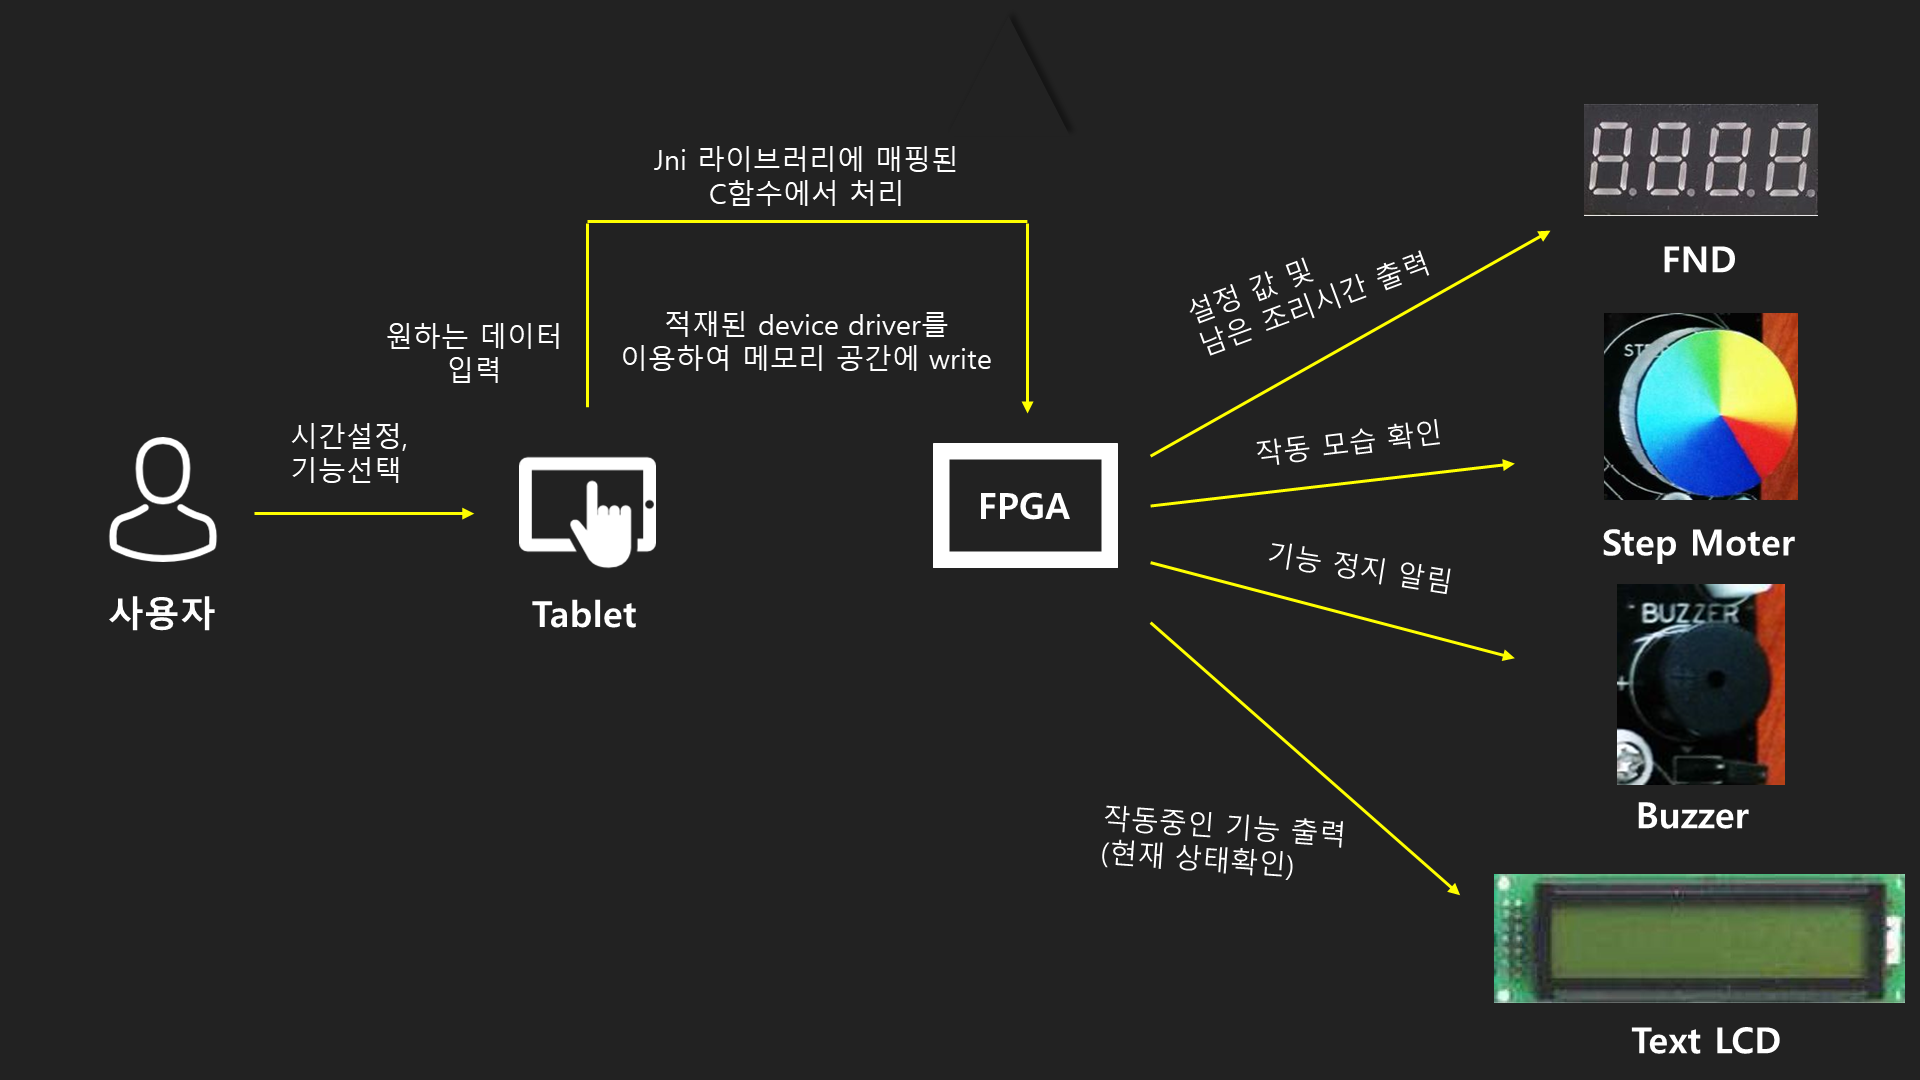 Jni 라이브러리에 매핑된
C함수에서 처리
원하는 데이터
입력
적재된 device driver를
이용하여 메모리 공간에 write
시간설정,
기능선택
사용자
Tablet
FPGA
설정 값 및
남은 조리시간 출력
작동 모습 확인
기능 정지 알림
작동중인 기능 출력
(현재 상태확인)
FND
STE
Step Moter
BUZZER
+
Buzzer
Text LCD